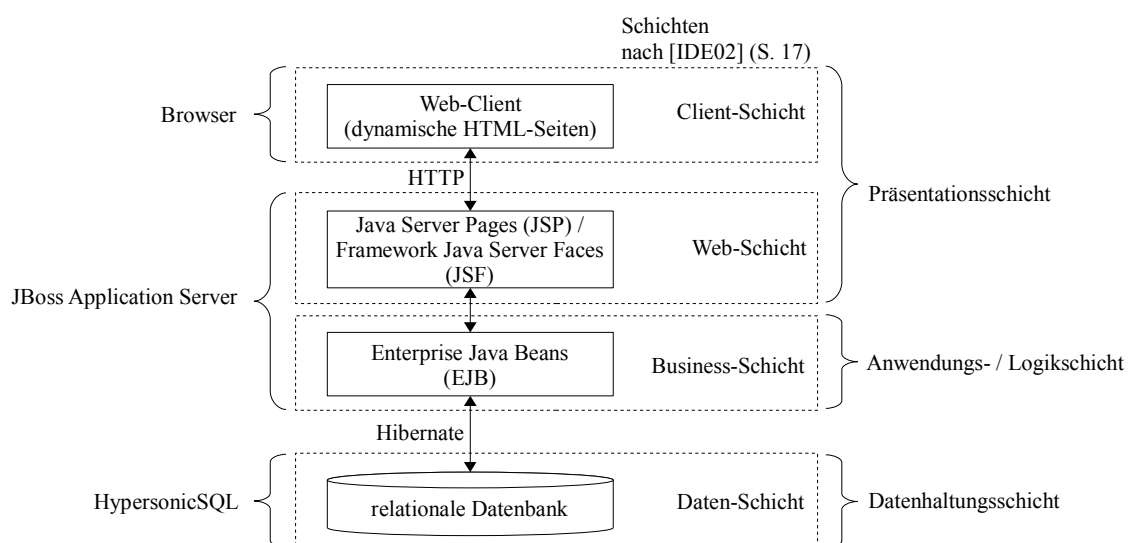 Schichten
nach [IDE02] (S. 17)
Browser
Web-Client
(dynamische HTML-Seiten)
Client-Schicht
HTTP
Präsentationsschicht
Java Server Pages (JSP) /
Framework Java Server Faces
(JSF)
Web-Schicht
JBoss Application Server
Enterprise Java Beans
(EJB)
Business-Schicht
Anwendungs- / Logikschicht
Hibernate
HypersonicSQL
relationale Datenbank
Daten-Schicht
Datenhaltungsschicht